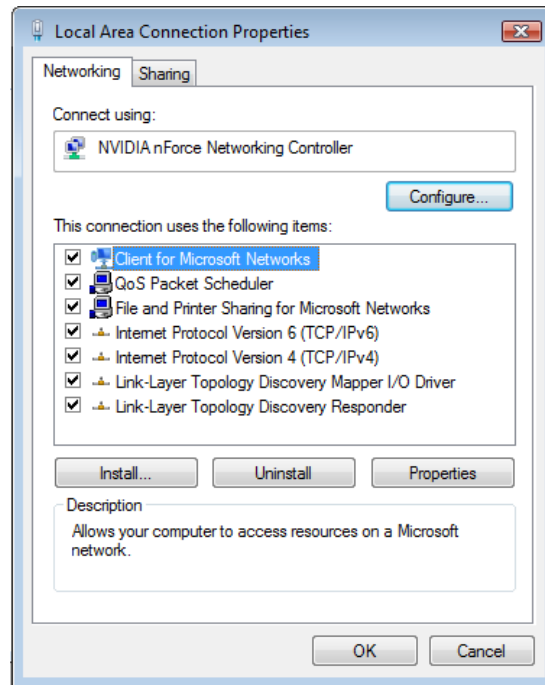 Local Area Connection Properties
Networking
Sharing
Connect using:
NVIDIA nForce Networking Controller
Configure...
This connection uses the following items:
Client for Microsoft Networks
QoS Packet Scheduler
File and Printer Sharing for Microsoft Networks
Internet Protocol Version 6 (TCP/IPv6)
Internet Protocol Version 4 (TCP/IPv4)
Link-Layer Topology Discovery Mapper I/O Driver
Link-Layer Topology Discovery Responder
Install...
Uninstall
Properties
Description
Allows your computer to access resources on a Microsoft
network.
OK
Cancel